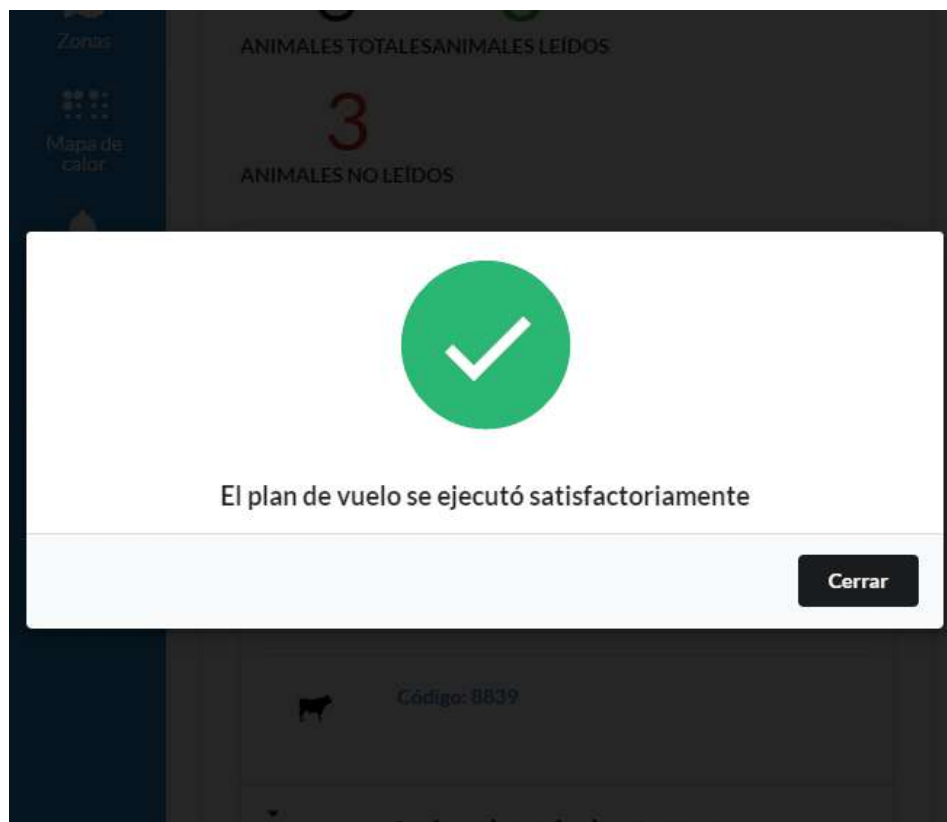 Zonas
ANIMALES TOTALESANIMALES LEÍDOS
Mapa de
calor
3
ANIMALES NO LEÍDOS
El plan de vuelo se ejecutó satisfactoriamente
Cerrar
Código: 8839